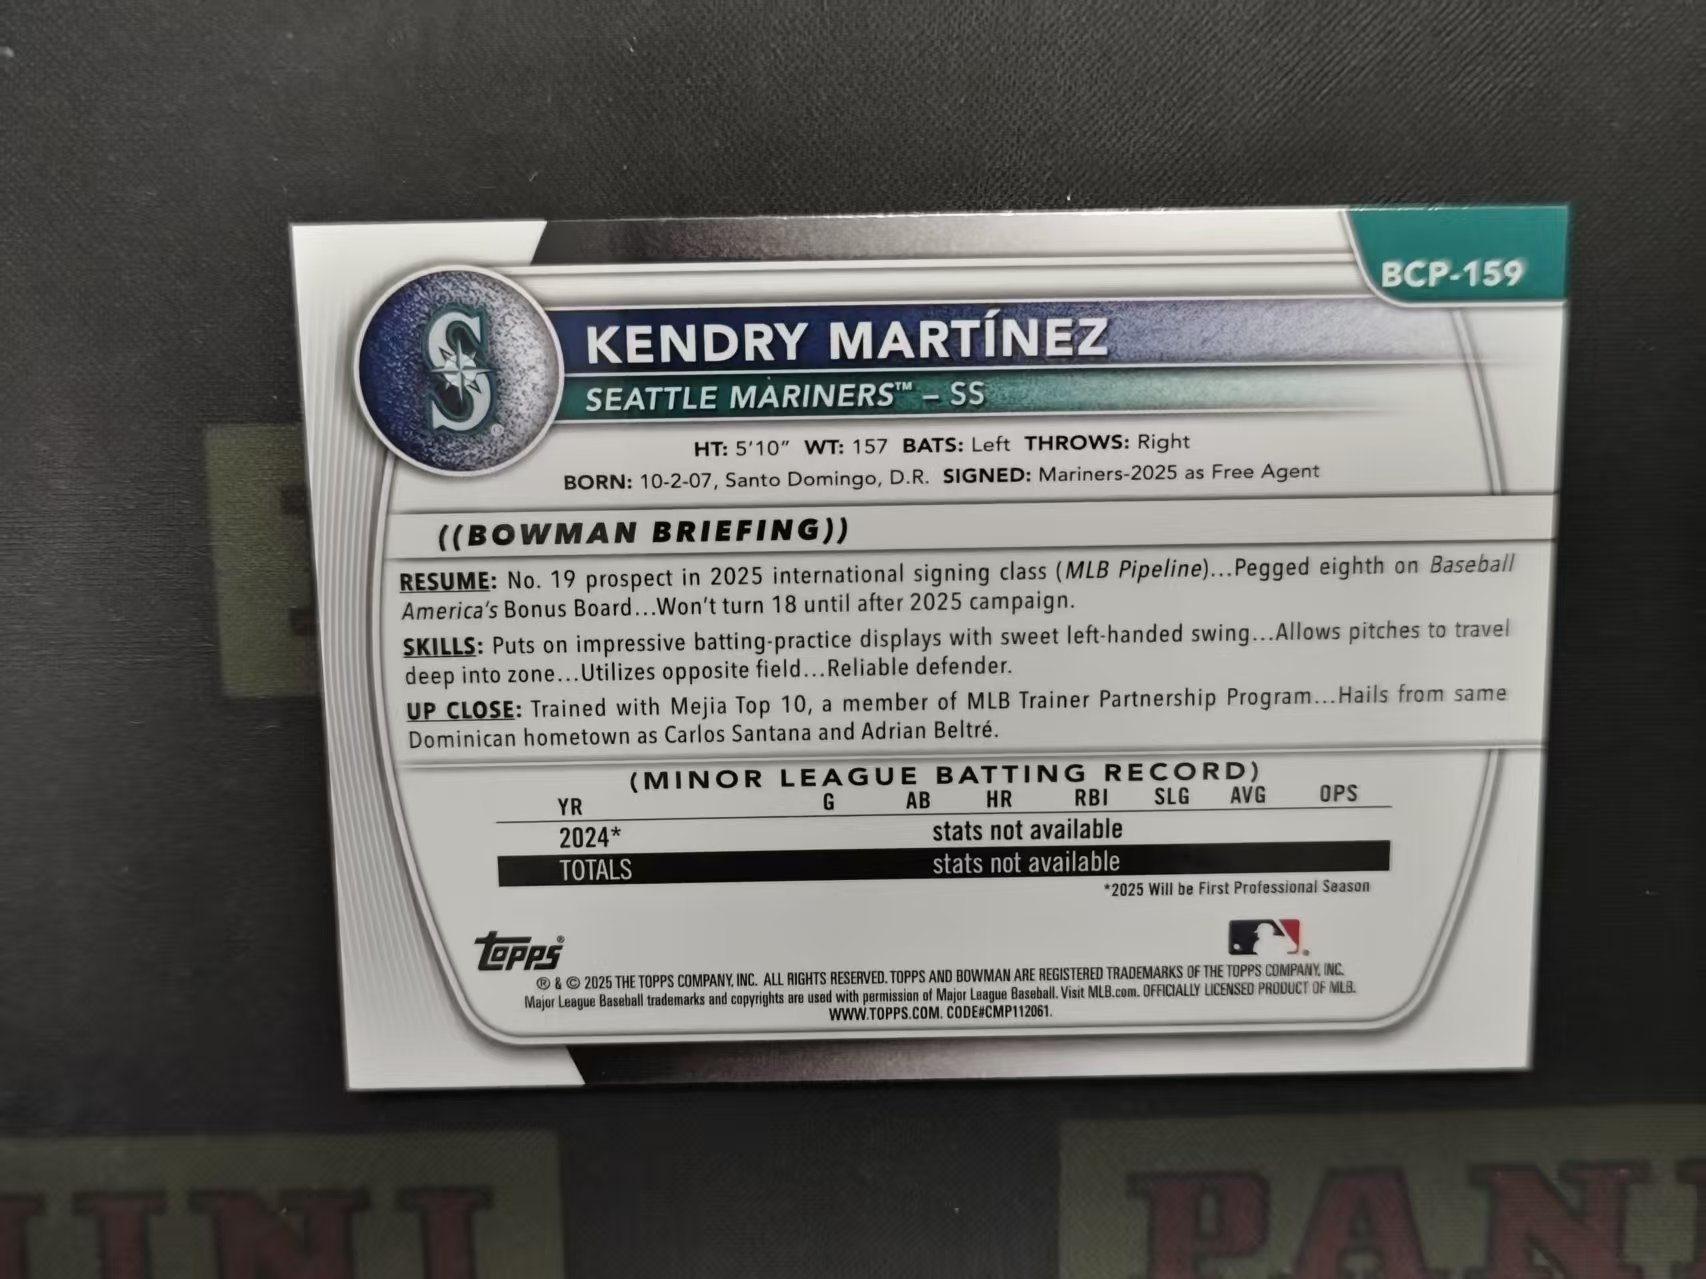 BCP-159
KENDRY MARTÍNEZ
SEATTLE MARINERS™ – SS
HT: 5'10" WT: 157 BATS: Left THROWS: Right
BORN: 10-2-07, Santo Domingo, D.R. SIGNED: Mariners-2025 as Free Agent
((BOWMAN BRIEFING))
RESUME: No. 19 prospect in 2025 international signing class (MLB Pipeline)...Pegged eighth on Baseball
America's Bonus Board...Won't turn 18 until after 2025 campaign.
SKILLS: Puts on impressive batting-practice displays with sweet left-handed swing...Allows pitches to travel
deep into zone...Utilizes opposite field...Reliable defender.
UP CLOSE: Trained with Mejia Top 10, a member of MLB Trainer Partnership Program...Hails from same
Dominican hometown as Carlos Santana and Adrian Beltré.
(MINOR LEAGUE BATTING RECORD)
YR G AB HR RBI SLG AVG OPS
2024* stats not available
TOTALS stats not available
*2025 Will be First Professional Season
Topps®
® & © 2025 THE TOPPS COMPANY, INC. ALL RIGHTS RESERVED. TOPPS AND BOWMAN ARE REGISTERED TRADEMARKS OF THE TOPPS COMPANY, INC.
Major League Baseball trademarks and copyrights are used with permission of Major League Baseball. Visit MLB.com. OFFICIALLY LICENSED PRODUCT OF MLB.
WWW.TOPPS.COM. CODE#CMP112061.